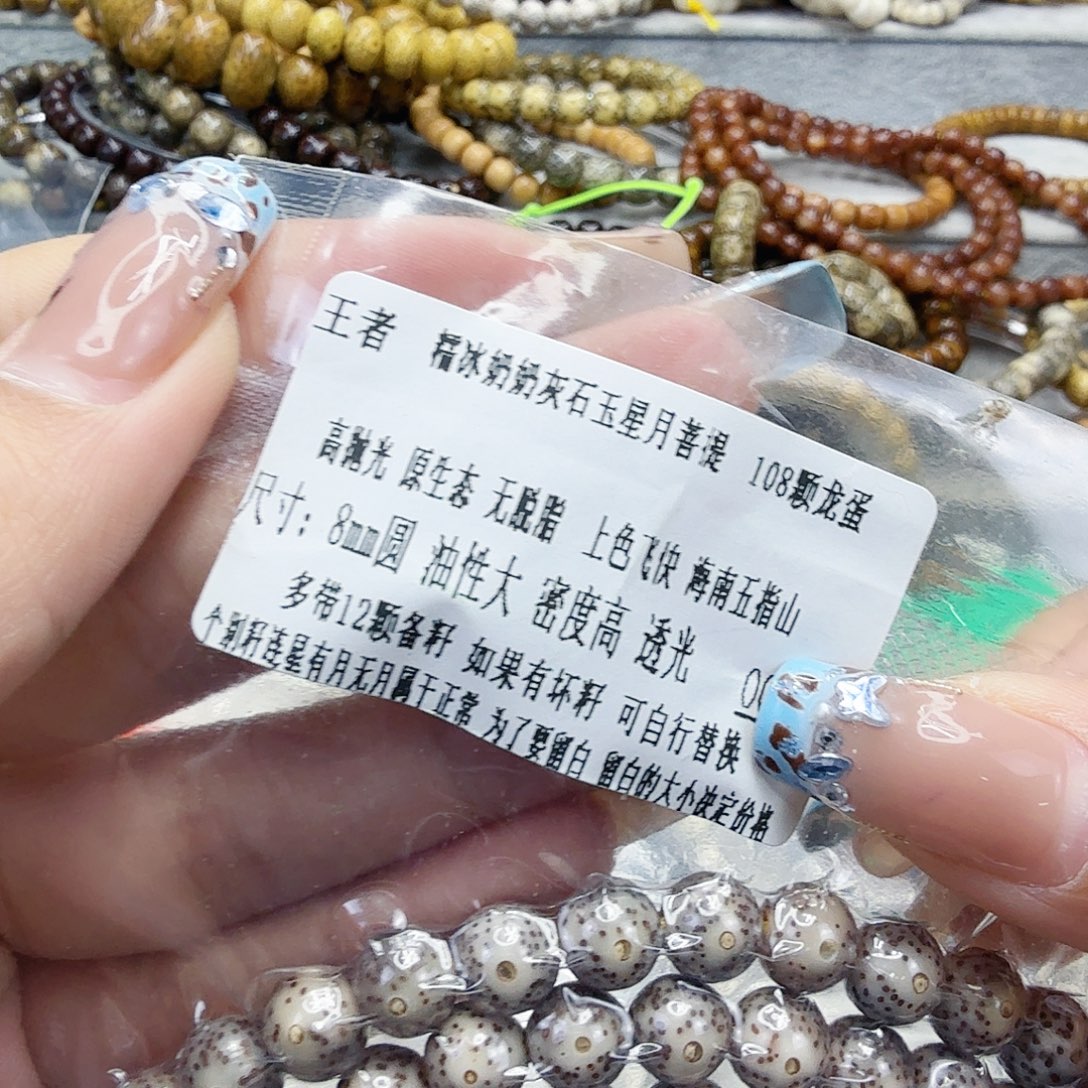 王者 糯冰奶奶灰石玉星月菩提 108颗龙蛋
高抛光 原生态 无脱脂 上色飞快 海南五指山
尺寸：8mm圆 油性大 密度高 透光
多带12颗备籽 如果有坏籽 可自行替换
个别籽连星有月无月属于正常 为了要留白 留白的大小决定价格